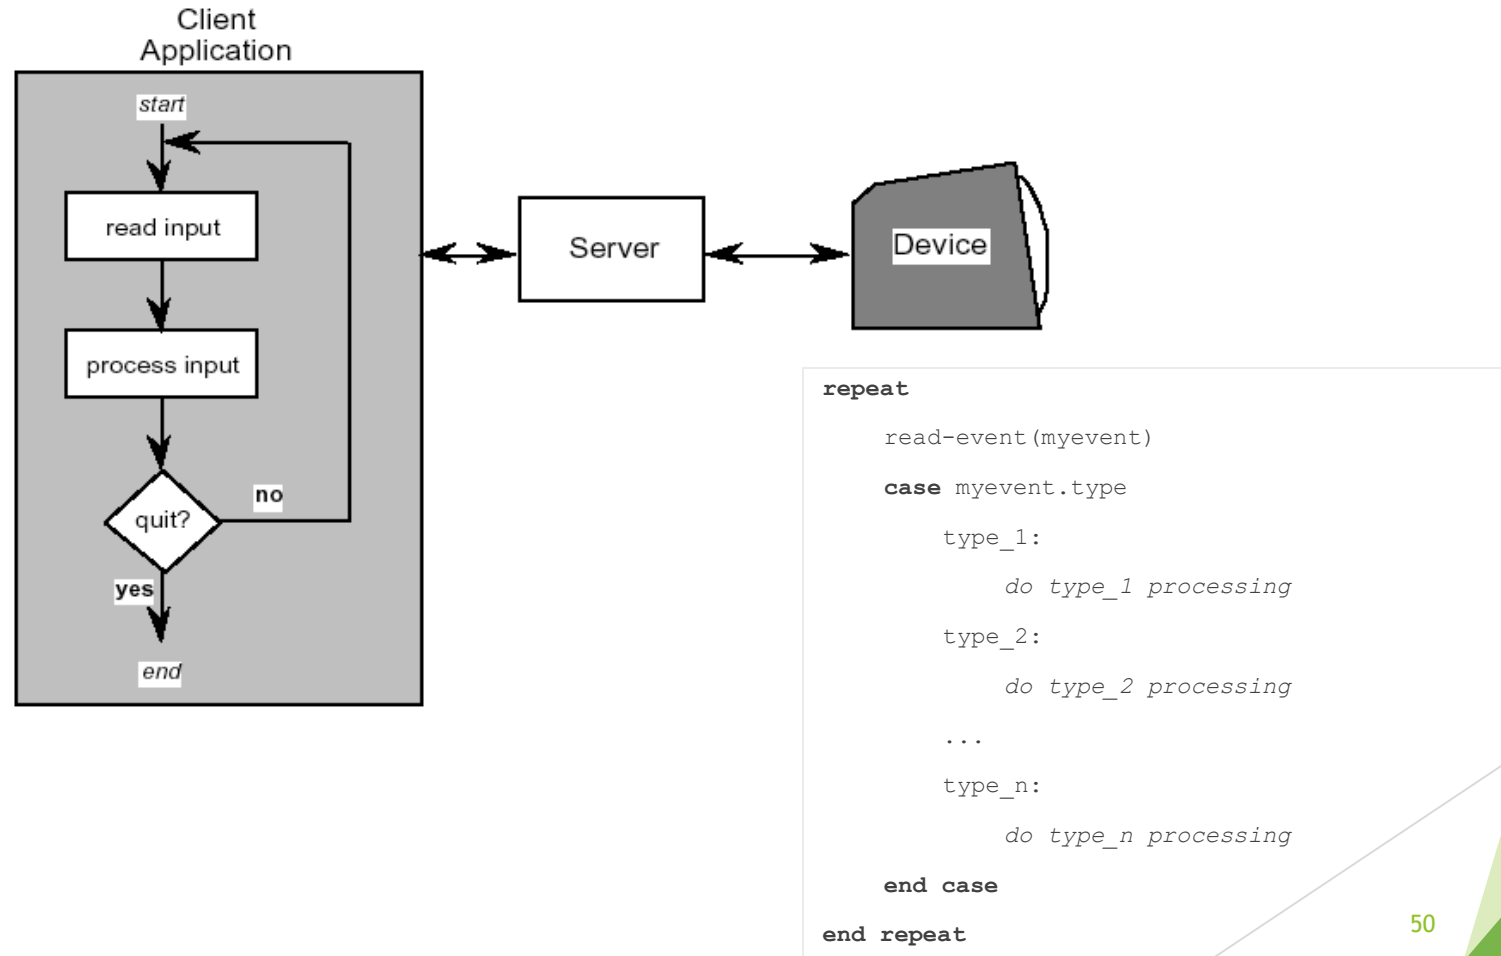 Client
Application
start
read input
process input
quit?
no
yes
end
Server
Device
repeat
read-event(myevent)
case myevent.type
type_1:
do type_1 processing
type_2:
do type_2 processing
...
type_n:
do type_n processing
end case
end repeat
50